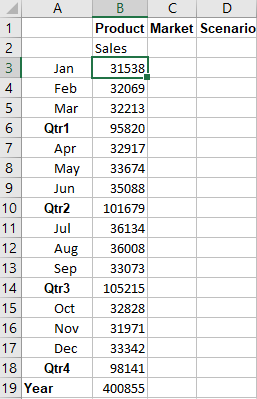 A B C D
1 Product Market Scenario
2 Sales
3 Jan 31538
4 Feb 32069
5 Mar 32213
6 Qtr1 95820
7 Apr 32917
8 May 33674
9 Jun 35088
10 Qtr2 101679
11 Jul 36134
12 Aug 36008
13 Sep 33073
14 Qtr3 105215
15 Oct 32828
16 Nov 31971
17 Dec 33342
18 Qtr4 98141
19 Year 400855